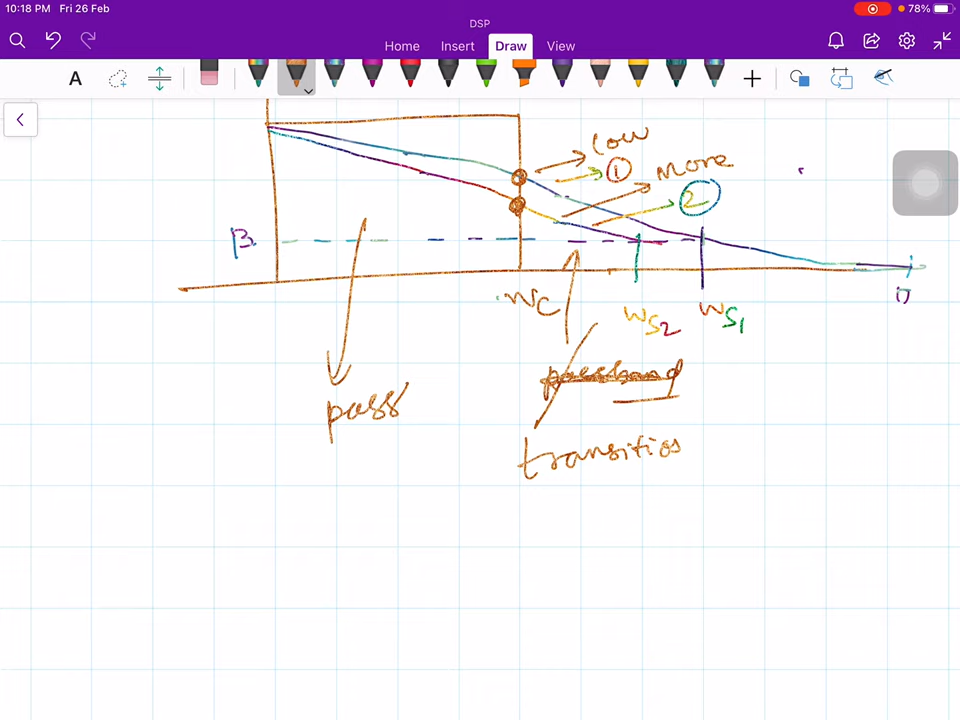 10:18 PM Fri 26 Feb
78%
DSP
Home Insert Draw View
A
Low
①
More
②
β
wc
ws2
ws1
π
pass
passband
transitios